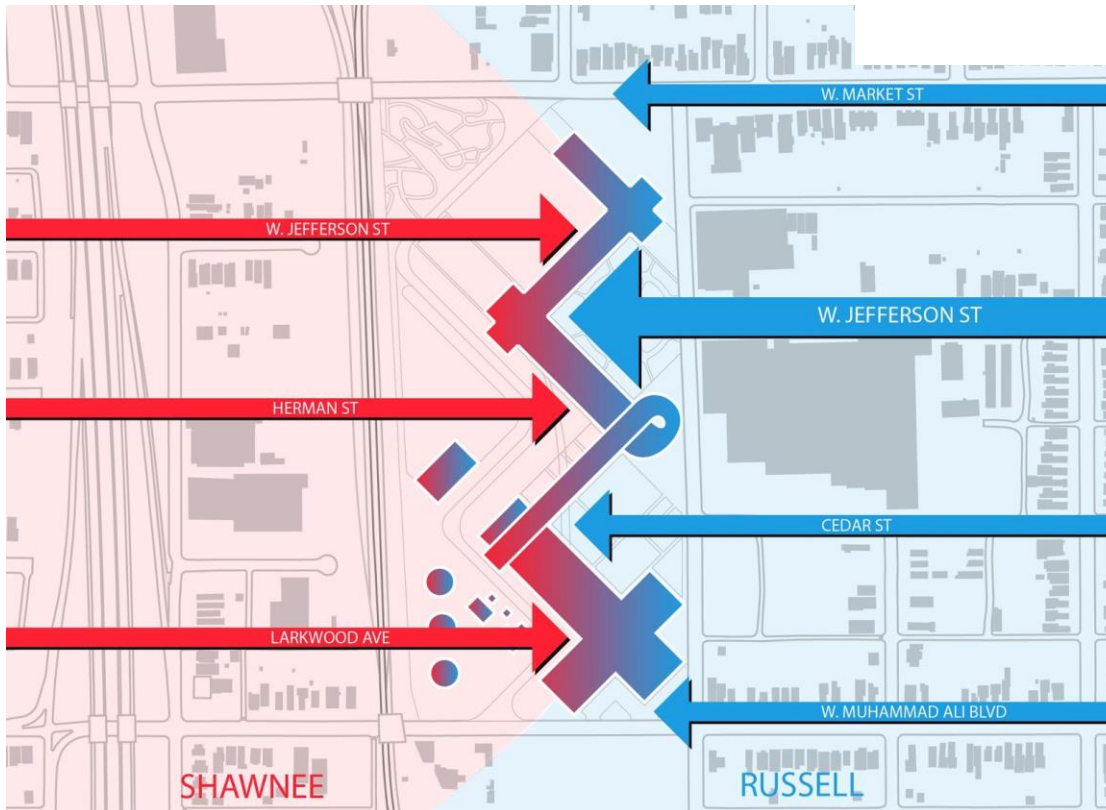 W. MARKET ST
W. JEFFERSON ST
W. JEFFERSON ST
HERMAN ST
CEDAR ST
LARKWOOD AVE
W. MUHAMMAD ALI BLVD
SHAWNEE
RUSSELL